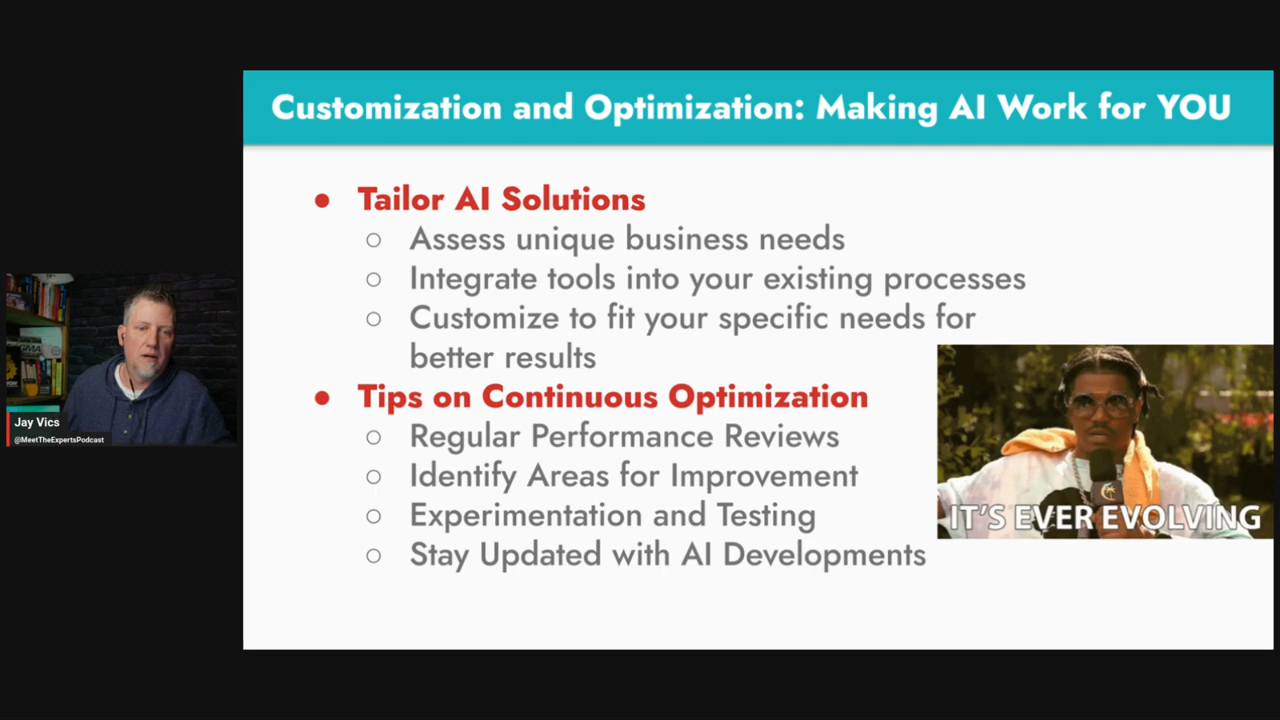 Customization and Optimization: Making AI Work for YOU
● Tailor AI Solutions
○ Assess unique business needs
○ Integrate tools into your existing processes
○ Customize to fit your specific needs for
better results
● Tips on Continuous Optimization
○ Regular Performance Reviews
○ Identify Areas for Improvement
○ Experimentation and Testing
○ Stay Updated with AI Developments
IT'S EVER EVOLVING
Jay Vics
@MeetTheExpertsPodcast